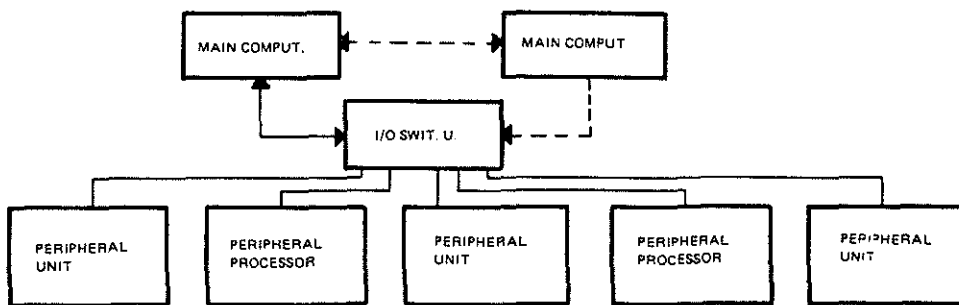 MAIN COMPUT.
MAIN COMPUT
I/O SWIT. U.
PERIPHERAL
UNIT
PERIPHERAL
PROCESSOR
PERIPHERAL
UNIT
PERIPHERAL
PROCESSOR
PERIPHERAL
UNIT